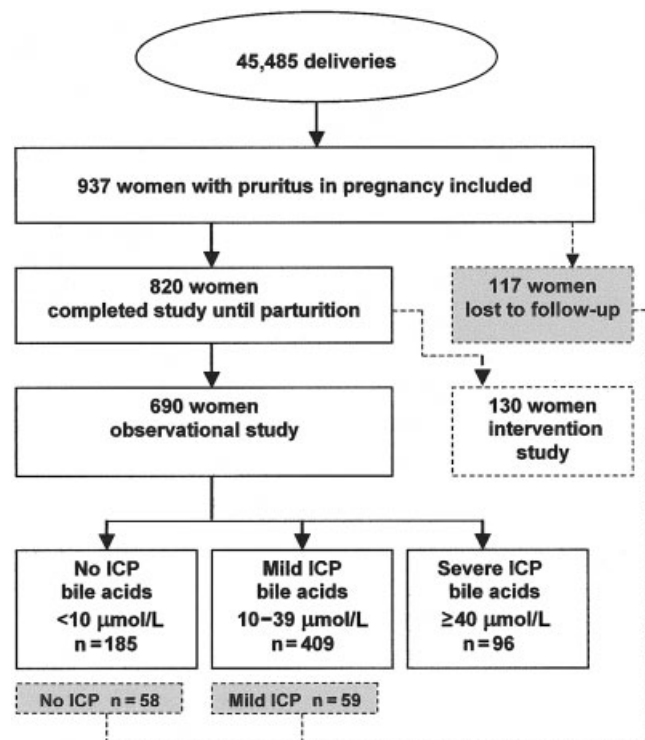 45,485 deliveries
937 women with pruritus in pregnancy included
820 women
completed study until parturition
117 women
lost to follow-up
690 women
observational study
130 women
intervention
study
No ICP
bile acids
<10 μmol/L
n=185
Mild ICP
bile acids
10–39 μmol/L
n=409
Severe ICP
bile acids
≥40 μmol/L
n=96
No ICP n=58
Mild ICP n=59